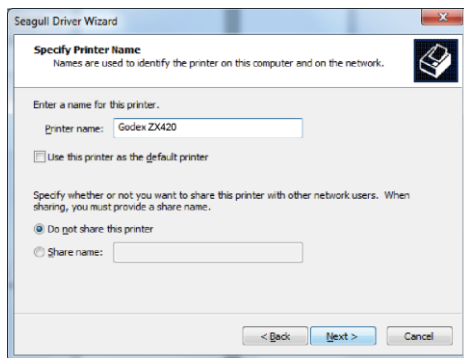 Seagull Driver Wizard
Specify Printer Name
Names are used to identify the printer on this computer and on the network.
Enter a name for this printer.
Printer name:
Godex ZX420
Use this printer as the default printer
Specify whether or not you want to share this printer with other network users. When
sharing, you must provide a share name.
Do not share this printer
Share name:
< Back
Next >
Cancel